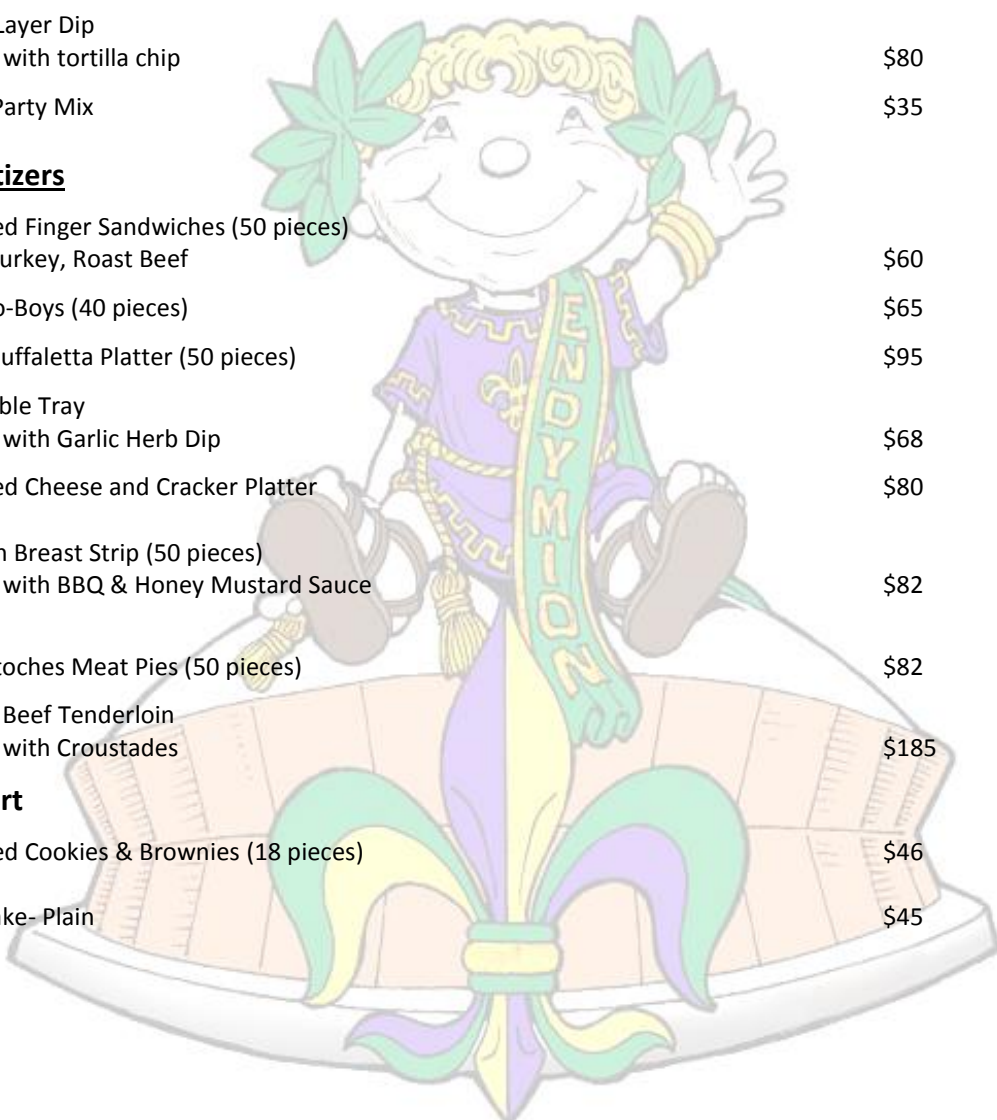 Layer Dip
with tortilla chip $80
Party Mix $35
tizers
ed Finger Sandwiches (50 pieces)
urkey, Roast Beef $60
o-Boys (40 pieces) $65
uffaletta Platter (50 pieces) $95
ble Tray
with Garlic Herb Dip $68
ed Cheese and Cracker Platter $80
n Breast Strip (50 pieces)
with BBQ & Honey Mustard Sauce $82
toches Meat Pies (50 pieces) $82
Beef Tenderloin
with Croustades $185
rt
ed Cookies & Brownies (18 pieces) $46
ake- Plain $45
ENDYMION